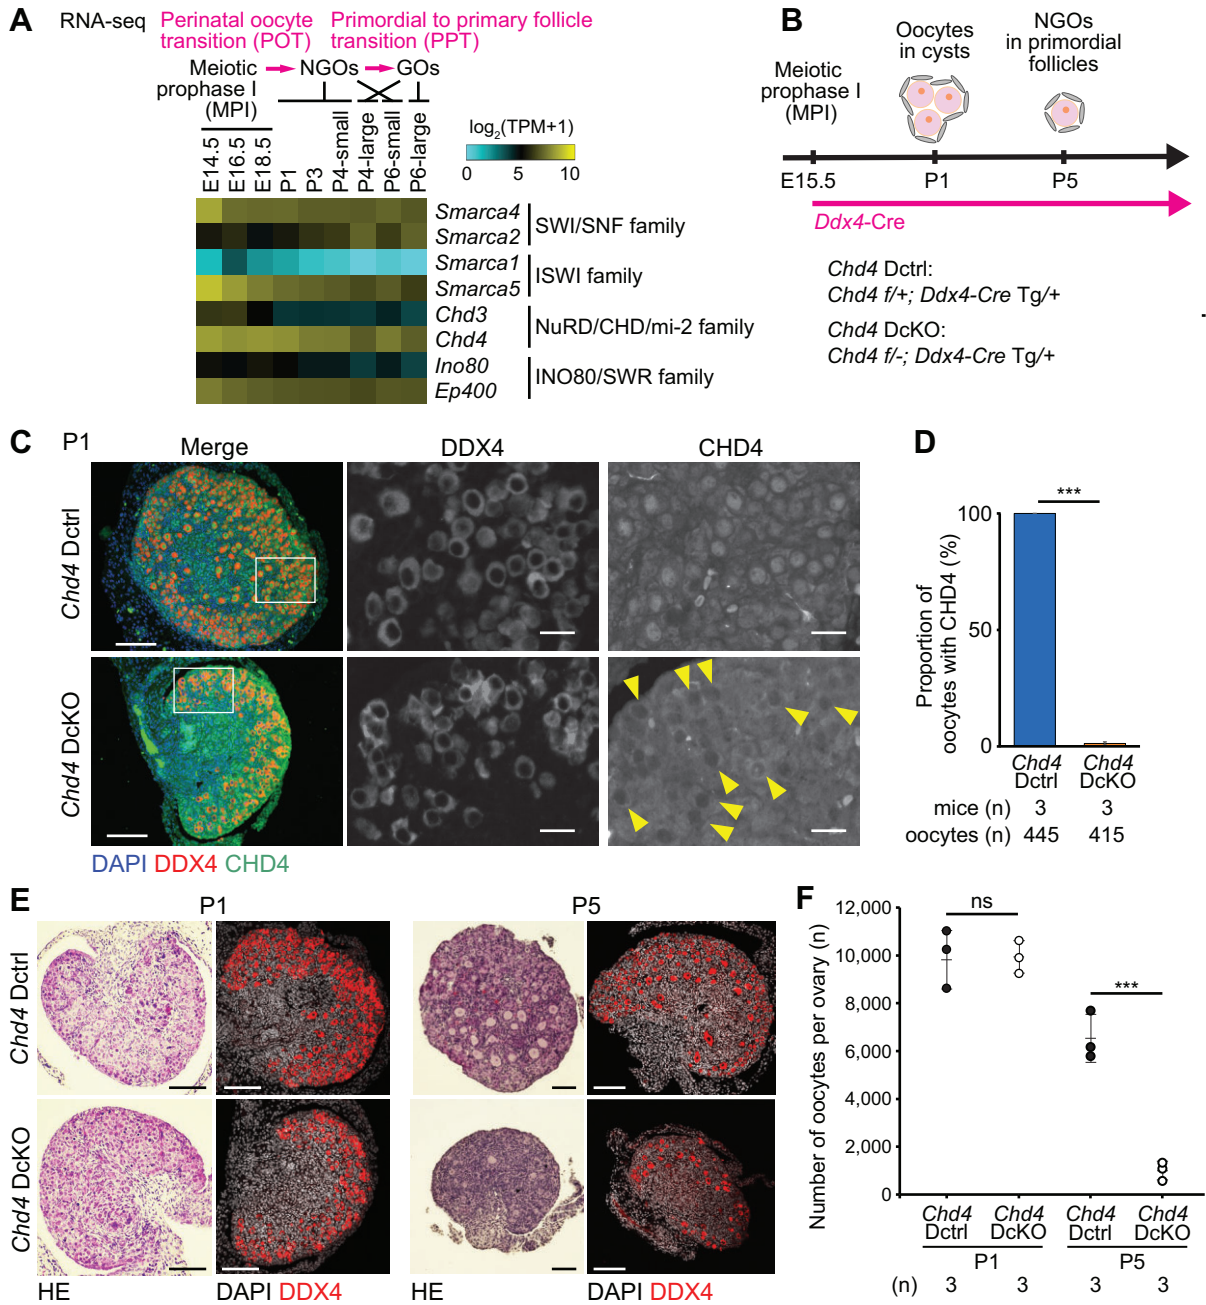 A
RNA-seq
Perinatal oocyte
transition (POT)
Primordial to primary follicle
transition (PPT)
Meiotic
prophase I
(MPI)
NGOs
GOs
E14.5
E16.5
E18.5
P1
P3
P4-small
P4-large
P6-small
P6-large
log2(TPM+1)
0
5
10
Smarca4
Smarca2
SWI/SNF family
Smarca1
Smarca5
ISWI family
Chd3
Chd4
NuRD/CHD/mi-2 family
Ino80
Ep400
INO80/SWR family
B
Meiotic
prophase I
(MPI)
Oocytes
in cysts
NGOs
in primordial
follicles
E15.5
P1
P5
Ddx4-Cre
Chd4 Dctrl:
Chd4 f/+; Ddx4-Cre Tg/+
Chd4 DcKO:
Chd4 f/-; Ddx4-Cre Tg/+
C
P1
Merge
DDX4
CHD4
Chd4 Dctrl
Chd4 DcKO
DAPI DDX4 CHD4
D
***
Proportion of
oocytes with CHD4 (%)
100
50
0
Chd4
Dctrl
Chd4
DcKO
mice (n) 3 3
oocytes (n) 445 415
E
P1
P5
Chd4 Dctrl
Chd4 DcKO
HE
DAPI DDX4
HE
DAPI DDX4
F
Number of oocytes per ovary (n)
12,000
10,000
8,000
6,000
4,000
2,000
0
ns
***
Chd4
Dctrl
Chd4
DcKO
Chd4
Dctrl
Chd4
DcKO
P1
P5
(n) 3 3 3 3